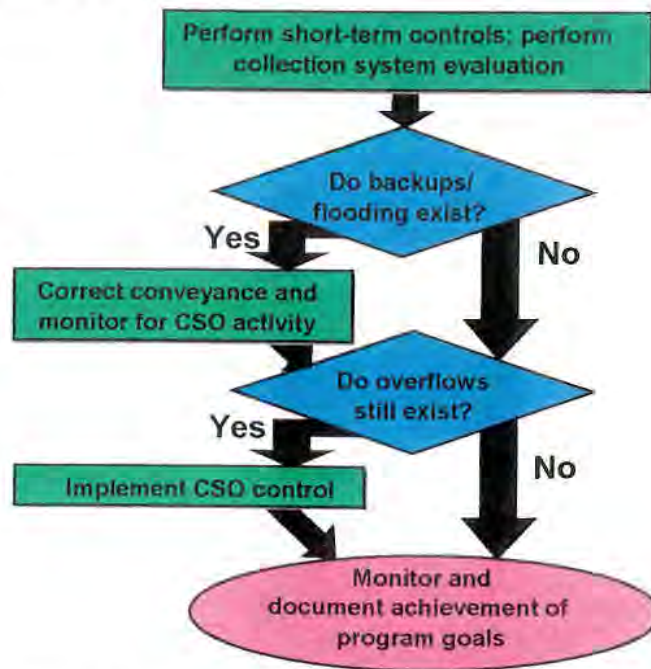 Perform short-term controls; perform
collection system evaluation
Do backups/
flooding exist?
Yes
No
Correct conveyance and
monitor for CSO activity
Do overflows
still exist?
Yes
No
Implement CSO control
Monitor and
document achievement of
program goals